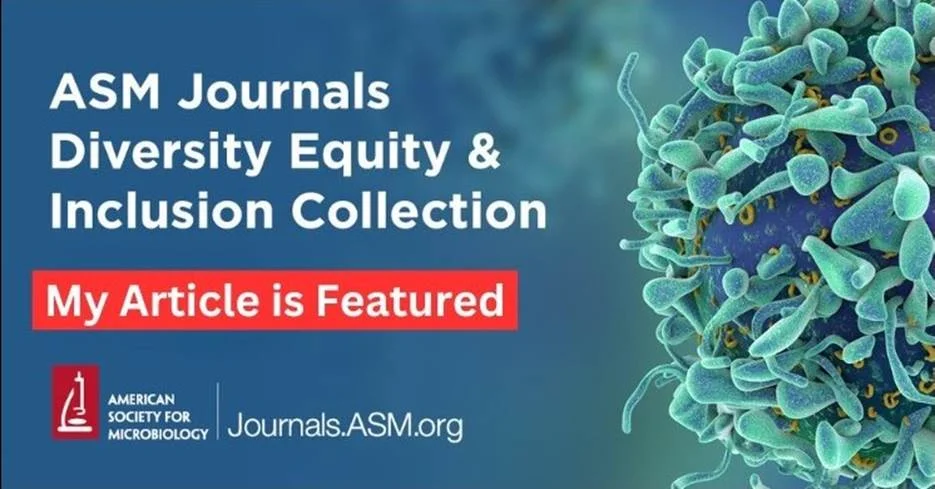 ASM Journals
Diversity Equity &
Inclusion Collection
My Article is Featured
AMERICAN
SOCIETY FOR
MICROBIOLOGY
Journals.ASM.org